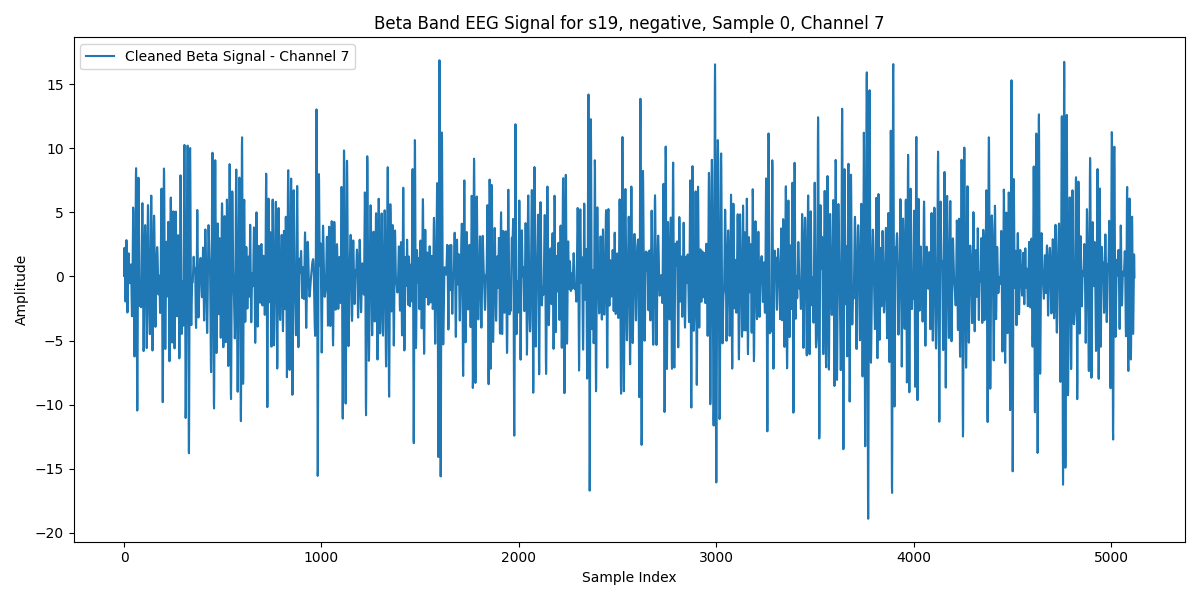 Beta Band EEG Signal for s19, negative, Sample 0, Channel 7
Cleaned Beta Signal - Channel 7
Amplitude
15
10
5
0
−5
−10
−15
−20
0 1000 2000 3000 4000 5000
Sample Index